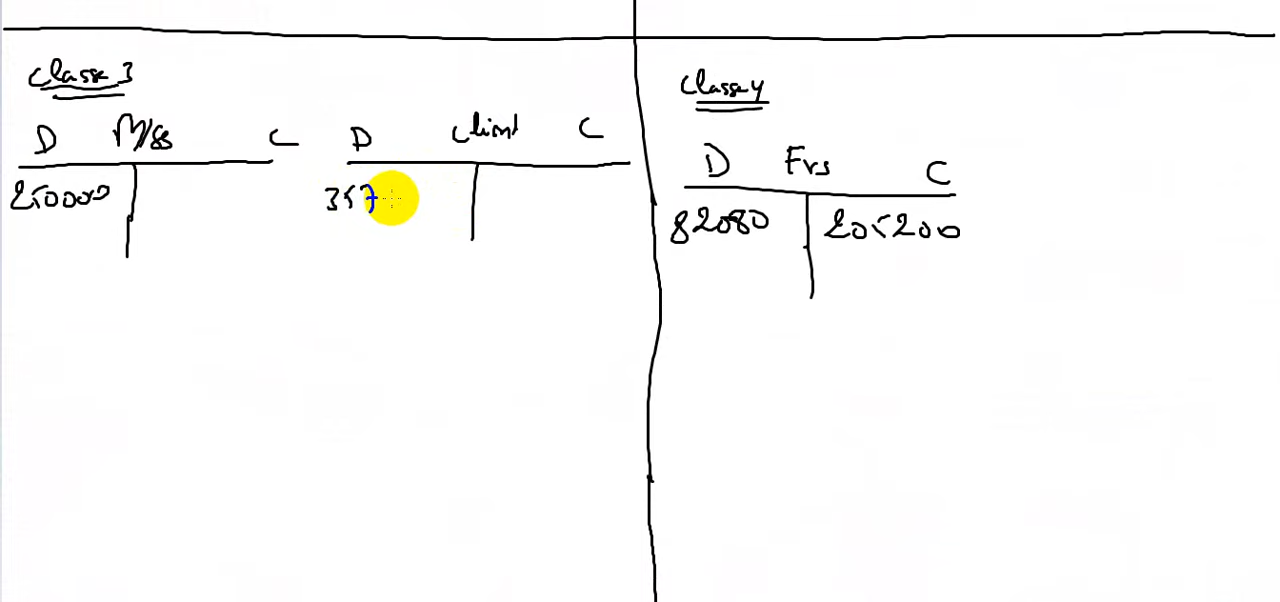 Classe 3
D M/ses C
250000
D Client C
357
Classe 4
D Frs C
82080 205200